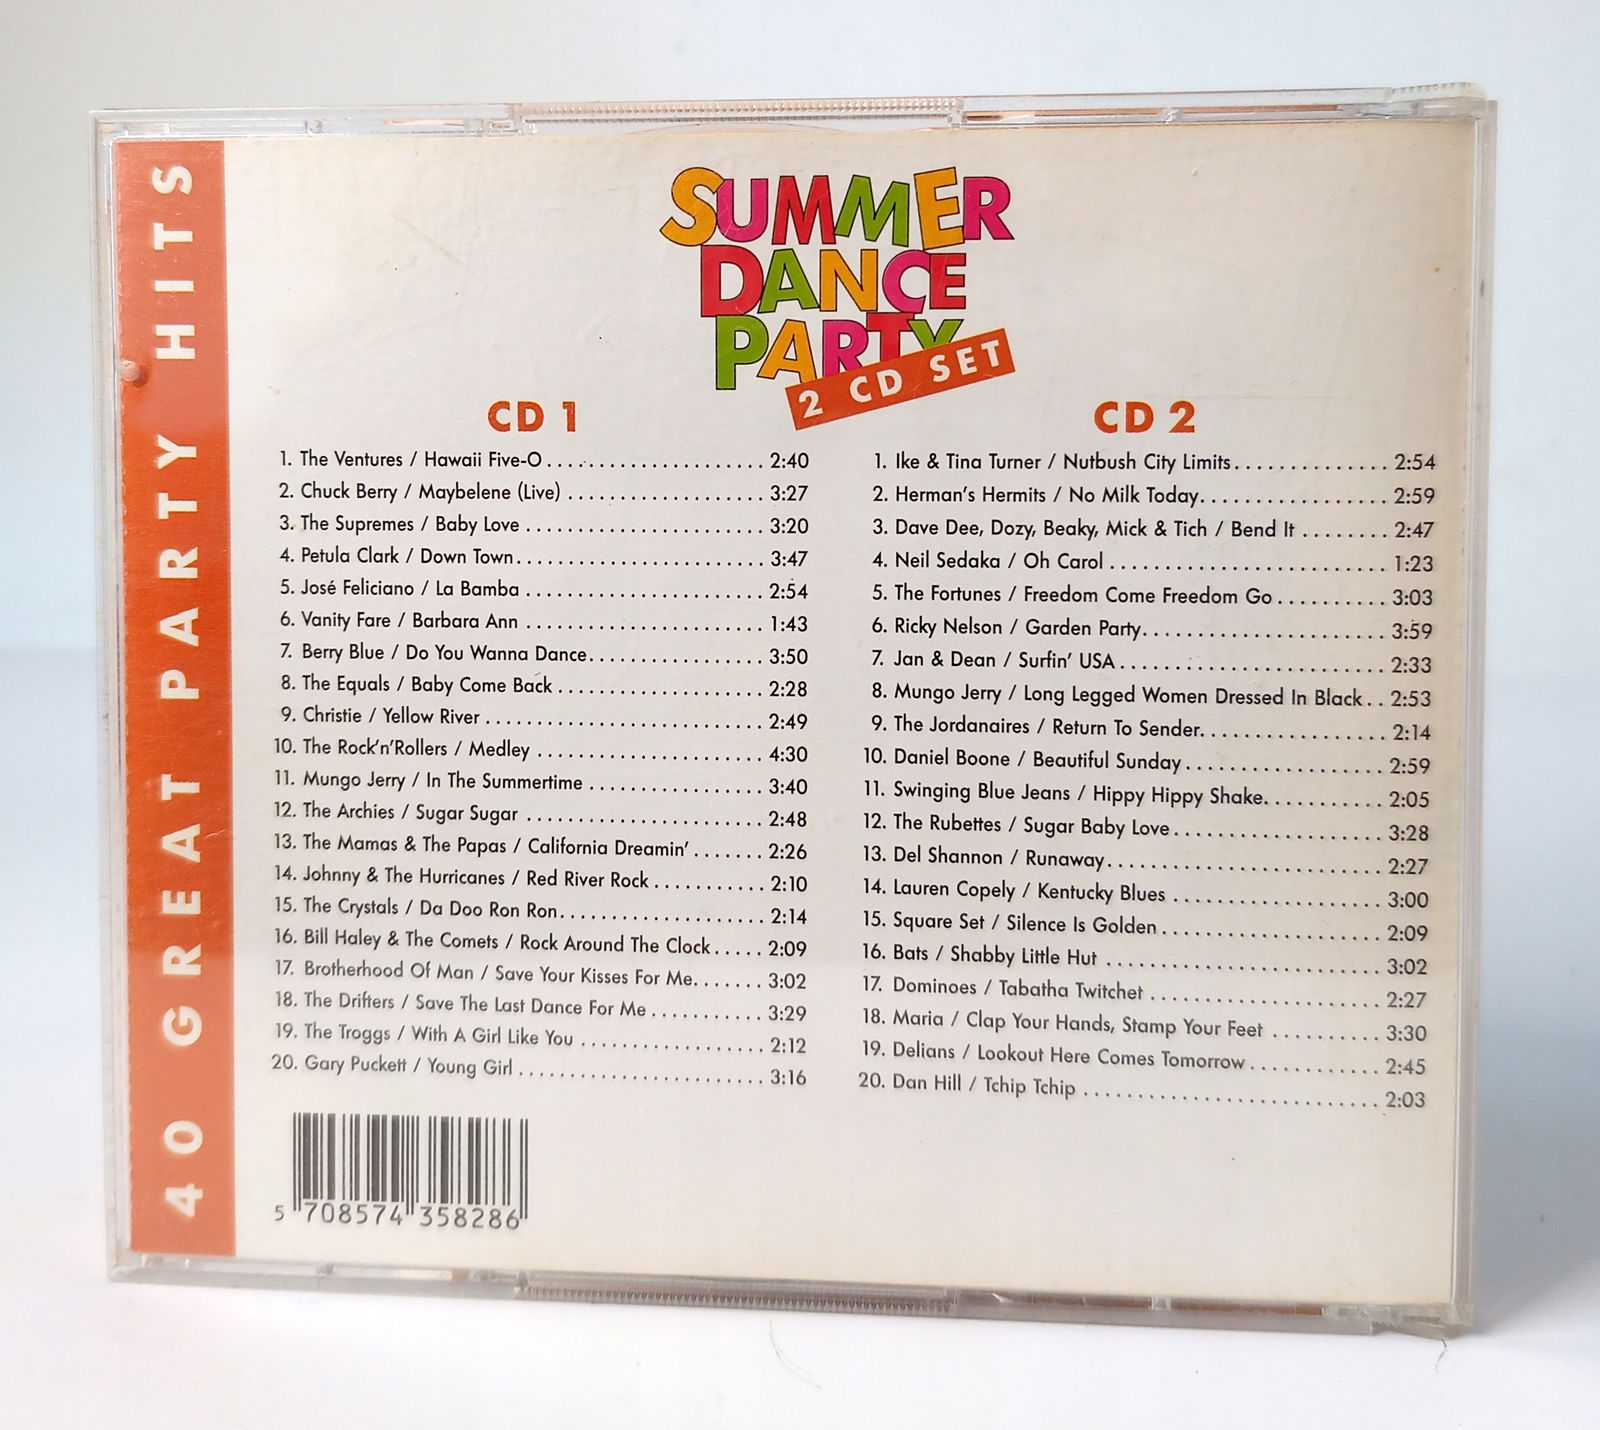 40 GREAT PARTY HITS
SUMMER
DANCE
PARTY
2 CD SET
CD 1
1. The Ventures / Hawaii Five-O . . . . . . . . . . . . . . . . . . . . . 2:40
2. Chuck Berry / Maybelene (Live) . . . . . . . . . . . . . . . . . . . 3:27
3. The Supremes / Baby Love . . . . . . . . . . . . . . . . . . . . . . . 3:20
4. Petula Clark / Down Town . . . . . . . . . . . . . . . . . . . . . . . . 3:47
5. José Feliciano / La Bamba . . . . . . . . . . . . . . . . . . . . . . . 2:54
6. Vanity Fare / Barbara Ann . . . . . . . . . . . . . . . . . . . . . . . 1:43
7. Berry Blue / Do You Wanna Dance . . . . . . . . . . . . . . . . . 3:50
8. The Equals / Baby Come Back . . . . . . . . . . . . . . . . . . . . 2:28
9. Christie / Yellow River . . . . . . . . . . . . . . . . . . . . . . . . . . . 2:49
10. The Rock'n'Rollers / Medley . . . . . . . . . . . . . . . . . . . . . . 4:30
11. Mungo Jerry / In The Summertime . . . . . . . . . . . . . . . . . 3:40
12. The Archies / Sugar Sugar . . . . . . . . . . . . . . . . . . . . . . . 2:48
13. The Mamas & The Papas / California Dreamin' . . . . . . . 2:26
14. Johnny & The Hurricanes / Red River Rock . . . . . . . . . . . 2:10
15. The Crystals / Da Doo Ron Ron . . . . . . . . . . . . . . . . . . . . 2:14
16. Bill Haley & The Comets / Rock Around The Clock . . . . . 2:09
17. Brotherhood Of Man / Save Your Kisses For Me . . . . . . . 3:02
18. The Drifters / Save The Last Dance For Me . . . . . . . . . . . 3:29
19. The Troggs / With A Girl Like You . . . . . . . . . . . . . . . . . . 2:12
20. Gary Puckett / Young Girl . . . . . . . . . . . . . . . . . . . . . . . . 3:16
CD 2
1. Ike & Tina Turner / Nutbush City Limits . . . . . . . . . . . . . . 2:54
2. Herman's Hermits / No Milk Today . . . . . . . . . . . . . . . . . 2:59
3. Dave Dee, Dozy, Beaky, Mick & Tich / Bend It . . . . . . . . 2:47
4. Neil Sedaka / Oh Carol . . . . . . . . . . . . . . . . . . . . . . . . . . 1:23
5. The Fortunes / Freedom Come Freedom Go . . . . . . . . . . 3:03
6. Ricky Nelson / Garden Party . . . . . . . . . . . . . . . . . . . . . . . 3:59
7. Jan & Dean / Surfin' USA . . . . . . . . . . . . . . . . . . . . . . . . . 2:33
8. Mungo Jerry / Long Legged Women Dressed In Black . . 2:53
9. The Jordanaires / Return To Sender . . . . . . . . . . . . . . . . . 2:14
10. Daniel Boone / Beautiful Sunday . . . . . . . . . . . . . . . . . . . 2:59
11. Swinging Blue Jeans / Hippy Hippy Shake . . . . . . . . . . . 2:05
12. The Rubettes / Sugar Baby Love . . . . . . . . . . . . . . . . . . . . 3:28
13. Del Shannon / Runaway . . . . . . . . . . . . . . . . . . . . . . . . . . 2:27
14. Lauren Copely / Kentucky Blues . . . . . . . . . . . . . . . . . . . . 3:00
15. Square Set / Silence Is Golden . . . . . . . . . . . . . . . . . . . . . 2:09
16. Bats / Shabby Little Hut . . . . . . . . . . . . . . . . . . . . . . . . . . 3:02
17. Dominoes / Tabatha Twitchet . . . . . . . . . . . . . . . . . . . . . . 2:27
18. Maria / Clap Your Hands, Stamp Your Feet . . . . . . . . . . 3:30
19. Delians / Lookout Here Comes Tomorrow . . . . . . . . . . . . 2:45
20. Dan Hill / Tchip Tchip . . . . . . . . . . . . . . . . . . . . . . . . . . . . 2:03
5 708574 358286